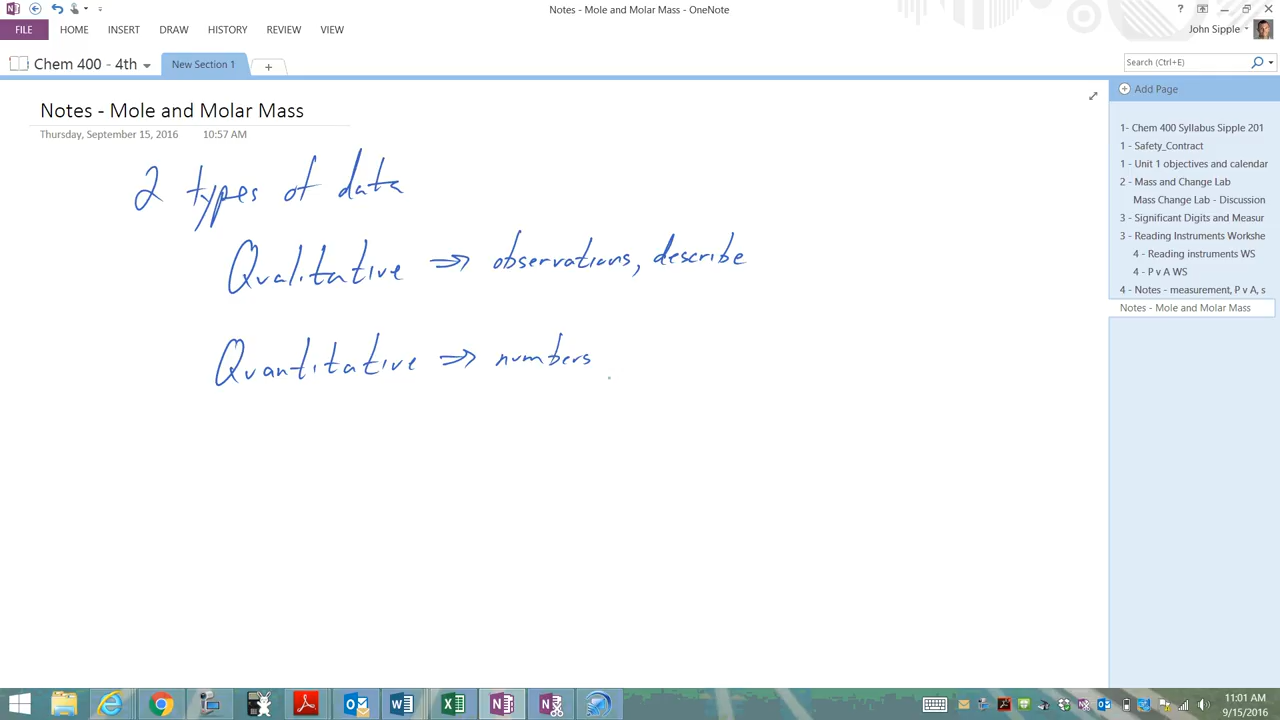 Notes - Mole and Molar Mass - OneNote
FILE HOME INSERT DRAW HISTORY REVIEW VIEW
John Sipple
Chem 400 - 4th New Section 1
Search (Ctrl+E)
Add Page
Notes - Mole and Molar Mass
Thursday, September 15, 2016 10:57 AM
2 types of data
Qualitative ⇒ observations, describe
Quantitative ⇒ numbers
1- Chem 400 Syllabus Sipple 201
1 - Safety_Contract
1 - Unit 1 objectives and calendar
2 - Mass and Change Lab
Mass Change Lab - Discussion
3 - Significant Digits and Measur
3 - Reading Instruments Workshe
4 - Reading instruments WS
4 - P v A WS
4 - Notes - measurement, P v A, s
Notes - Mole and Molar Mass
11:01 AM
9/15/2016